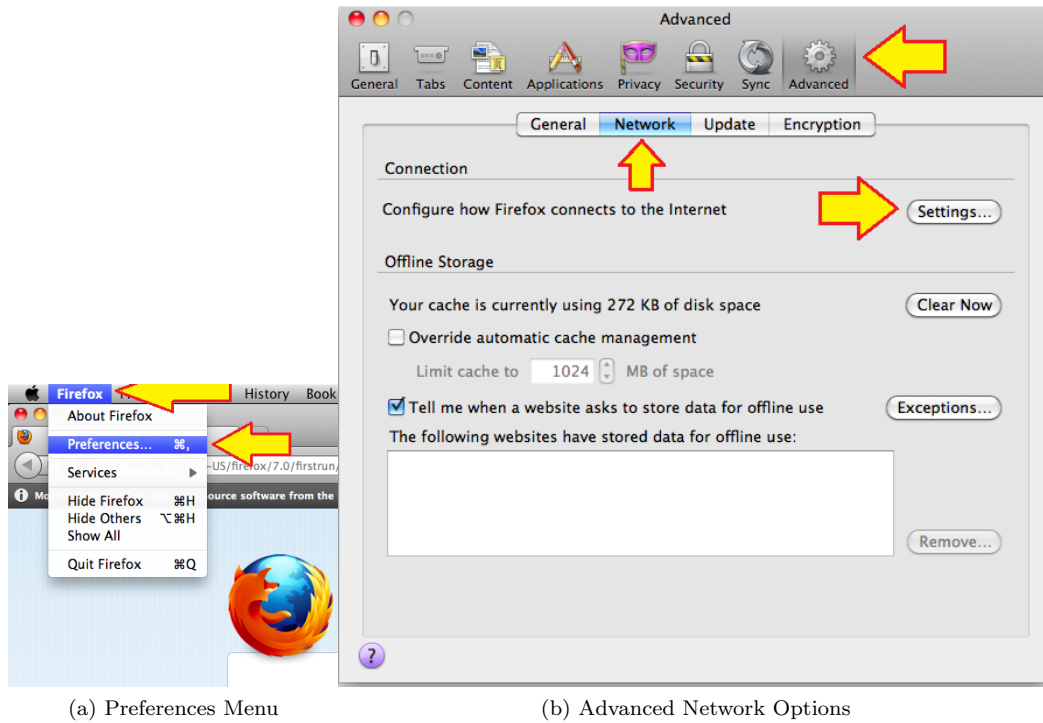 Advanced
General Tabs Content Applications Privacy Security Sync Advanced
General Network Update Encryption
Connection
Configure how Firefox connects to the Internet Settings...
Offline Storage
Your cache is currently using 272 KB of disk space Clear Now
Override automatic cache management
Limit cache to 1024 MB of space
Tell me when a website asks to store data for offline use Exceptions...
The following websites have stored data for offline use:
Remove...
?
Firefox History Book
About Firefox
Preferences... ⌘,
-US/firefox/7.0/firstrun/
Services
ource software from the
Hide Firefox ⌘H
Hide Others ⌥⌘H
Show All
Quit Firefox ⌘Q
(a) Preferences Menu
(b) Advanced Network Options